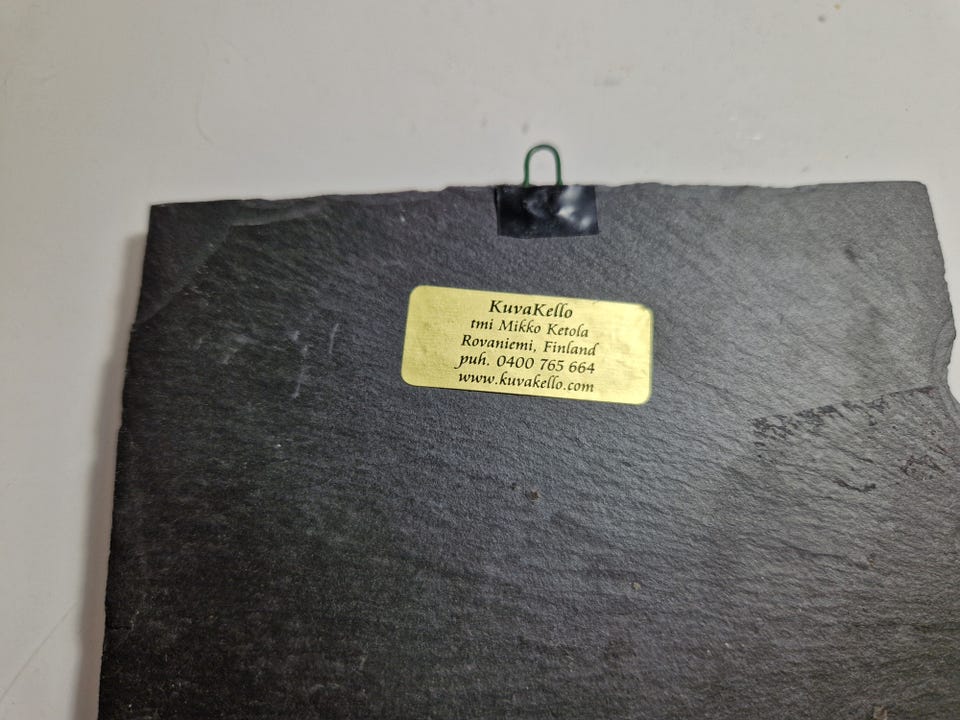 KuvaKello
tmi Mikko Ketola
Rovaniemi, Finland
puh. 0400 765 664
www.kuvakello.com